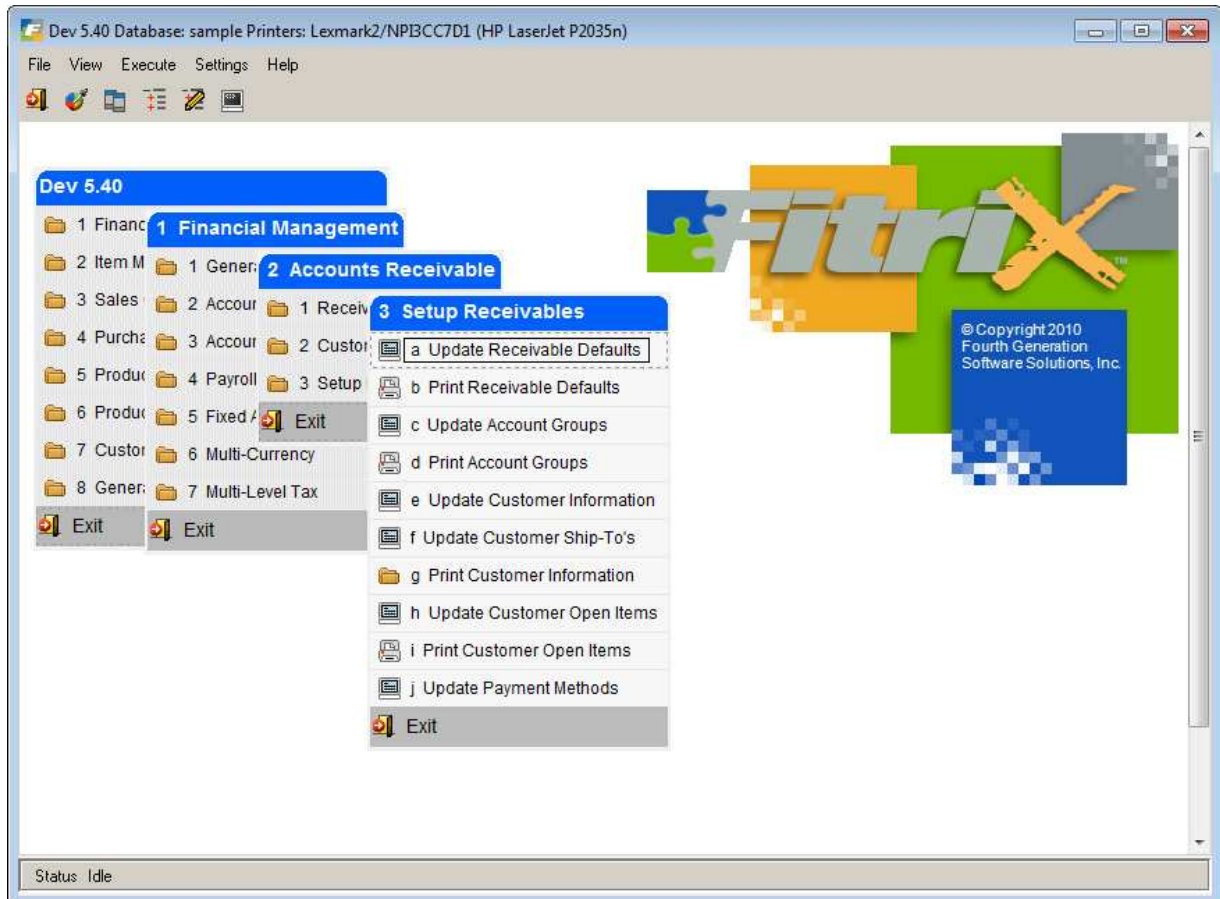 Dev 5.40 Database: sample Printers: Lexmark2/NPI3CC7D1 (HP LaserJet P2035n)
File View Execute Settings Help
Dev 5.40
1 Financ
2 Item M
3 Sales
4 Purcha
5 Produc
6 Produc
7 Custor
8 Gener
Exit
1 Financial Management
1 Gener
2 Accour
3 Accour
4 Payroll
5 Fixed A
6 Multi-Currency
7 Multi-Level Tax
Exit
2 Accounts Receivable
1 Receiv
2 Custor
3 Setup
Exit
3 Setup Receivables
a Update Receivable Defaults
b Print Receivable Defaults
c Update Account Groups
d Print Account Groups
e Update Customer Information
f Update Customer Ship-To's
g Print Customer Information
h Update Customer Open Items
i Print Customer Open Items
j Update Payment Methods
Exit
FitriX™
© Copyright 2010
Fourth Generation
Software Solutions, Inc.
Status Idle